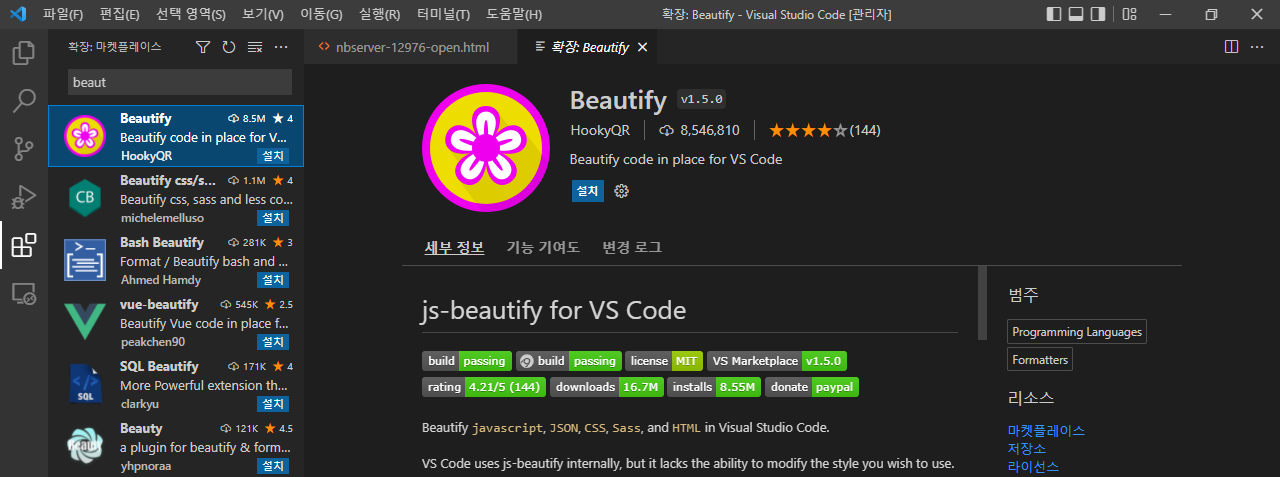 파일(F) 편집(E) 선택 영역(S) 보기(V) 이동(G) 실행(R) 터미널(T) 도움말(H) 확장: Beautify - Visual Studio Code [관리자]
확장: 마켓플레이스
beaut
Beautify 8.5M 4
Beautify code in place for V...
HookyQR 설치
Beautify css/s... 1.1M 4
Beautify css, sass and less co...
michelemelluso 설치
Bash Beautify 281K 3
Format / Beautify bash and ...
Ahmed Hamdy 설치
vue-beautify 545K 2.5
Beautify Vue code in place f...
peakchen90 설치
SQL Beautify 171K 4
More Powerful extension th...
clarkyu 설치
Beauty 121K 4.5
a plugin for beautify & form...
yhpnoraa 설치
CB
SQL
nbserver-12976-open.html 확장: Beautify
Beautify v1.5.0
HookyQR 8,546,810 (144)
Beautify code in place for VS Code
설치
세부 정보 기능 기여도 변경 로그
js-beautify for VS Code
build passing build passing license MIT VS Marketplace v1.5.0
rating 4.21/5 (144) downloads 16.7M installs 8.55M donate paypal
Beautify javascript, JSON, CSS, Sass, and HTML in Visual Studio Code.
VS Code uses js-beautify internally, but it lacks the ability to modify the style you wish to use.
범주
Programming Languages
Formatters
리소스
마켓플레이스
저장소
라이선스